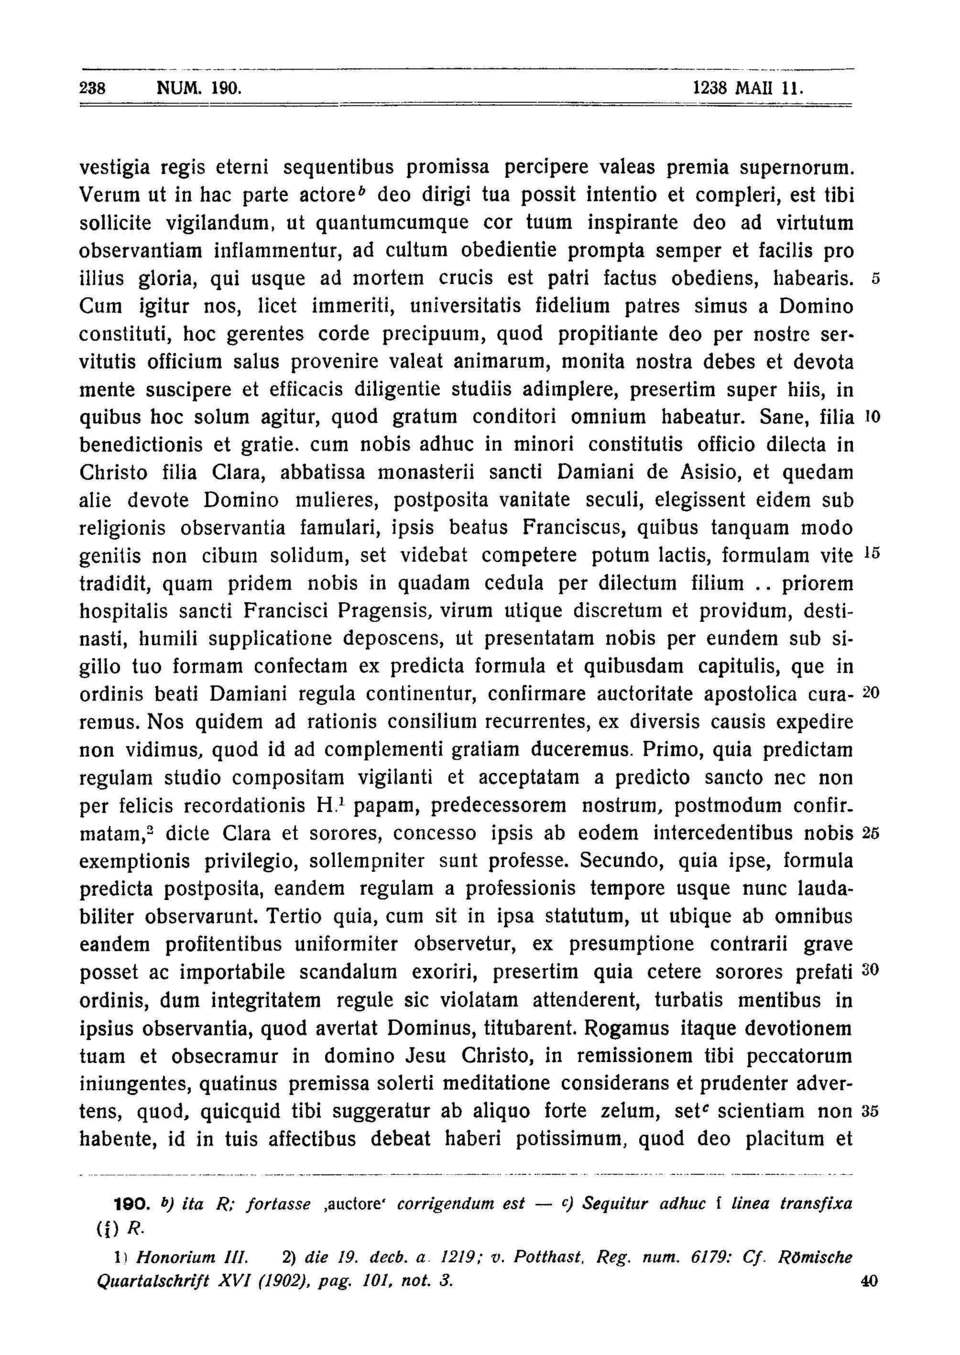 238 NUM. 190. 1238 MAII 11.
vestigia regis eterni sequentibus promissa percipere valeas premia supernorum.
Verum ut in hac parte actore b deo dirigi tua possit intentio et compleri, est tibi
sollicite vigilandum, ut quantumcumque cor tuum inspirante deo ad virtutum
observantiam inflammentur, ad cultum obedientie prompta semper et facilis pro
illius gloria, qui usque ad mortem crucis est patri factus obediens, habearis. 5
Cum igitur nos, licet immeriti, universitatis fidelium patres simus a Domino
constituti, hoc gerentes corde precipuum, quod propitiante deo per nostre ser-
vitutis officium salus provenire valeat animarum, monita nostra debes et devota
mente suscipere et efficacis diligentie studiis adimplere, presertim super hiis, in
quibus hoc solum agitur, quod gratum conditori omnium habeatur. Sane, filia 10
benedictionis et gratie. cum nobis adhuc in minori constitutis officio dilecta in
Christo filia Clara, abbatissa monasterii sancti Damiani de Asisio, et quedam
alie devote Domino mulieres, postposita vanitate seculi, elegissent eidem sub
religionis observantia famulari, ipsis beatus Franciscus, quibus tanquam modo
genitis non cibum solidum, set videbat competere potum lactis, formulam vite 15
tradidit, quam pridem nobis in quadam cedula per dilectum filium .. priorem
hospitalis sancti Francisci Pragensis, virum utique discretum et providum, desti-
nasti, humili supplicatione deposcens, ut presentatam nobis per eundem sub si-
gillo tuo formam confectam ex predicta formula et quibusdam capitulis, que in
ordinis beati Damiani regula continentur, confirmare auctoritate apostolica cura- 20
remus. Nos quidem ad rationis consilium recurrentes, ex diversis causis expedire
non vidimus, quod id ad complementi gratiam duceremus. Primo, quia predictam
regulam studio compositam vigilanti et acceptatam a predicto sancto nec non
per felicis recordationis H.¹ papam, predecessorem nostrum, postmodum confir-
matam,² dicte Clara et sorores, concesso ipsis ab eodem intercedentibus nobis 25
exemptionis privilegio, sollempniter sunt professe. Secundo, quia ipse, formula
predicta postposita, eandem regulam a professionis tempore usque nunc lauda-
biliter observarunt. Tertio quia, cum sit in ipsa statutum, ut ubique ab omnibus
eandem profitentibus uniformiter observetur, ex presumptione contrarii grave
posset ac importabile scandalum exoriri, presertim quia cetere sorores prefati 30
ordinis, dum integritatem regule sic violatam attenderent, turbatis mentibus in
ipsius observantia, quod avertat Dominus, titubarent. Rogamus itaque devotionem
tuam et obsecramur in domino Jesu Christo, in remissionem tibi peccatorum
iniungentes, quatinus premissa solerti meditatione considerans et prudenter adver-
tens, quod, quicquid tibi suggeratur ab aliquo forte zelum, set c scientiam non 35
habente, id in tuis affectibus debeat haberi potissimum, quod deo placitum et
190. b) ita R; fortasse ‚auctore‘ corrigendum est — c) Sequitur adhuc f linea transfixa
(f) R.
1) Honorium III. 2) die 19. decb. a. 1219; v. Potthast, Reg. num. 6179: Cf. Römische
Quartalschrift XVI (1902), pag. 101, not. 3. 40